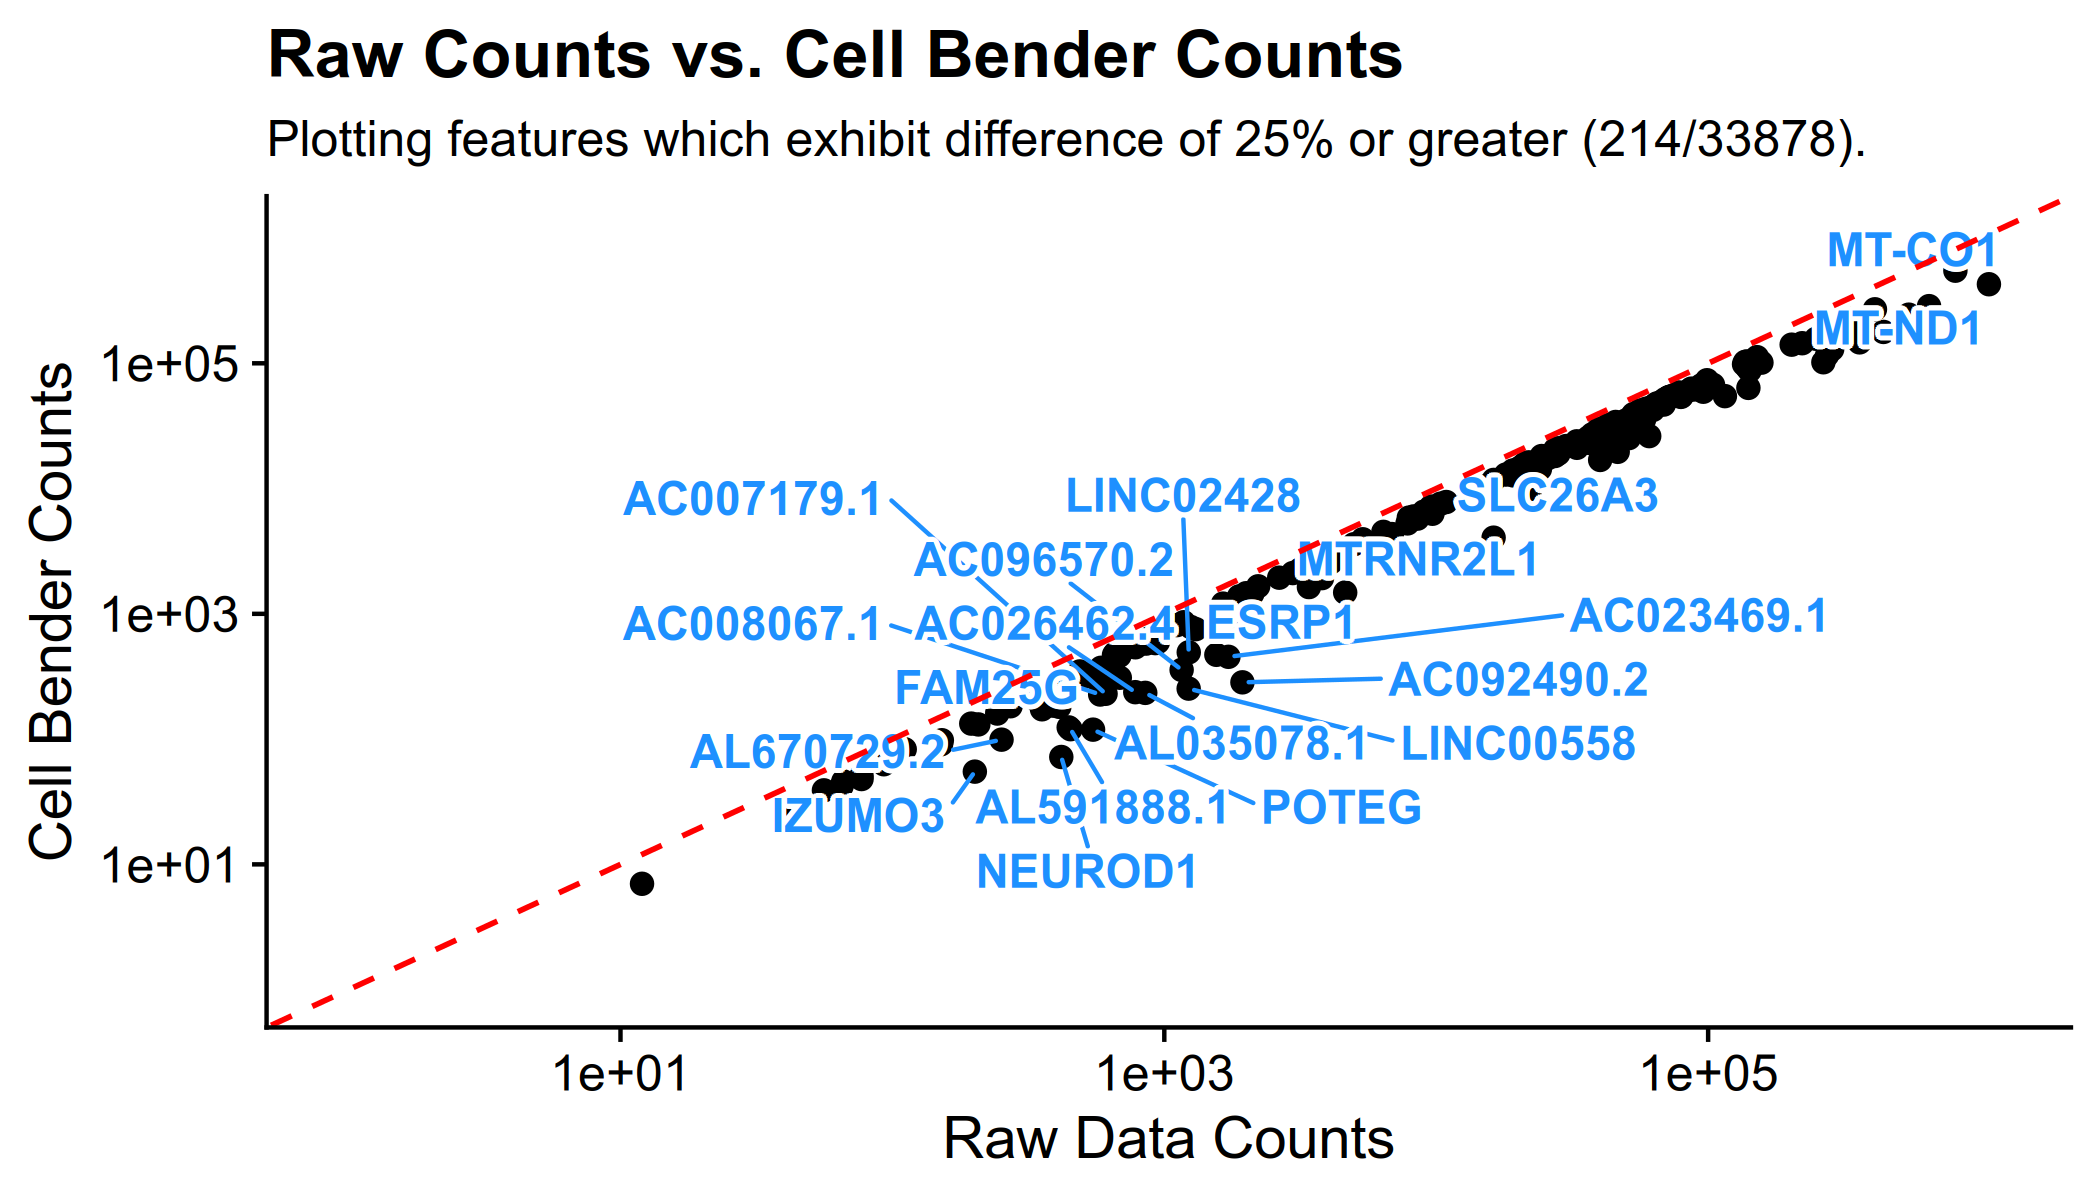 Raw Counts vs. Cell Bender Counts
Plotting features which exhibit difference of 25% or greater (214/33878).
MT-CO1
MT-ND1
1e+05
AC007179.1
LINC02428
SLC26A3
AC096570.2
MTRNR2L1
1e+03
AC008067.1
AC026462.4
ESRP1
AC023469.1
FAM25G
AC092490.2
AL670729.2
AL035078.1
LINC00558
IZUMO3
AL591888.1
POTEG
1e+01
NEUROD1
Cell Bender Counts
1e+01
1e+03
1e+05
Raw Data Counts